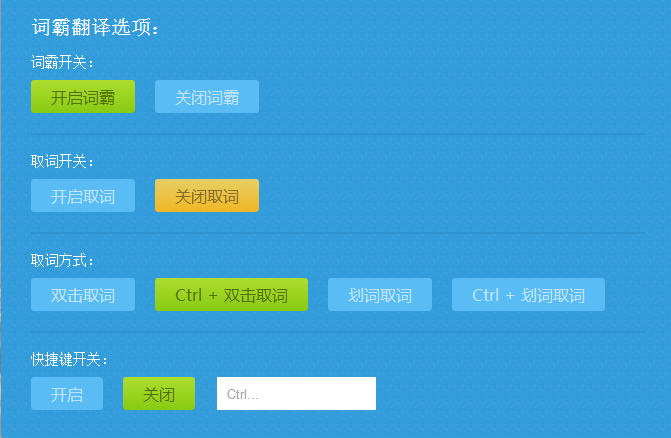 词霸翻译选项：
词霸开关：
开启词霸 关闭词霸
取词开关：
开启取词 关闭取词
取词方式：
双击取词 Ctrl + 双击取词 划词取词 Ctrl + 划词取词
快捷键开关：
开启 关闭 Ctrl...